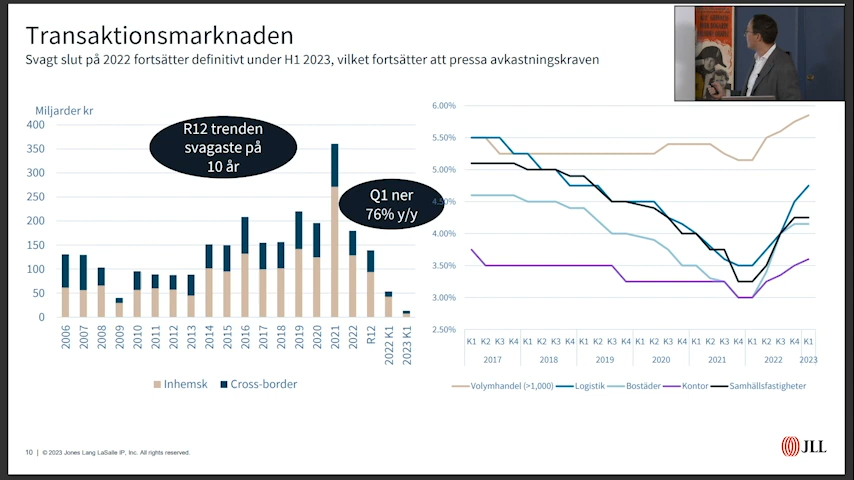 Transaktionsmarknaden
Svagt slut på 2022 fortsätter definitivt under H1 2023, vilket fortsätter att pressa avkastningskraven
Miljarder kr
400
350
300
250
200
150
100
50
0
R12 trenden
svagaste på
10 år
Q1 ner
76% y/y
2006
2007
2008
2009
2010
2011
2012
2013
2014
2015
2016
2017
2018
2019
2020
2021
2022
R12
2022 K1
2023 K1
Inhemsk
Cross-border
6.00%
5.50%
5.00%
4.50%
4.00%
3.50%
3.00%
2.50%
K1 K2 K3 K4 K1 K2 K3 K4 K1 K2 K3 K4 K1 K2 K3 K4 K1 K2 K3 K4 K1 K2 K3 K4 K1
2017 2018 2019 2020 2021 2022 2023
Volymhandel (>1,000) Logistik Bostäder Kontor Samhällsfastigheter
10 | © 2023 Jones Lang LaSalle IP, Inc. All rights reserved.
JLL